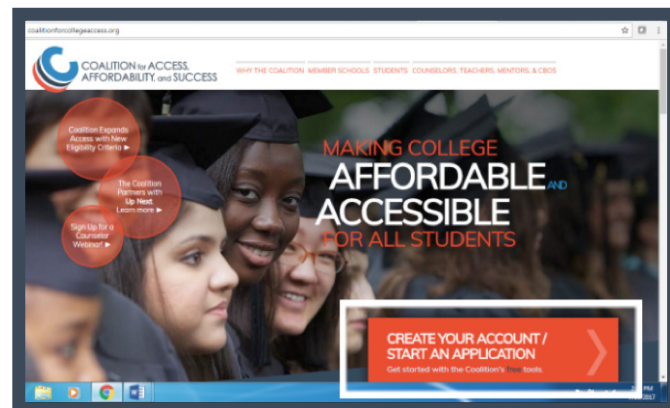 coalitionforcollegeaccess.org
COALITION for ACCESS,
AFFORDABILITY, and SUCCESS
WHY THE COALITION MEMBER SCHOOLS STUDENTS COUNSELORS, TEACHERS, MENTORS, & CBOS
Coalition Expands
Access with New
Eligibility Criteria ►
The Coalition
Partners with
Up Next.
Learn more ►
Sign Up for a
Counselor
Webinar! ►
MAKING COLLEGE
AFFORDABLE AND
ACCESSIBLE
FOR ALL STUDENTS
CREATE YOUR ACCOUNT /
START AN APPLICATION
Get started with the Coalition's free tools.
PM